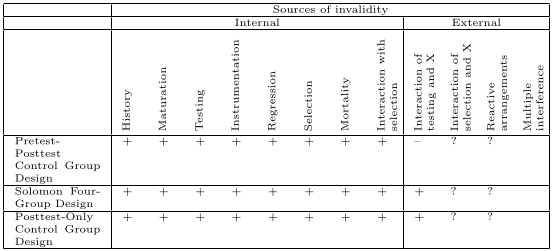 Sources of invalidity
Internal External
History
Maturation
Testing
Instrumentation
Regression
Selection
Mortality
Interaction with
selection
Interaction of
testing and X
Interaction of
selection and X
Reactive
arrangements
Multiple
interference
Pretest- + + + + + + + + – ? ?
Posttest
Control Group
Design
Solomon Four- + + + + + + + + + ? ?
Group Design
Posttest-Only + + + + + + + + + ? ?
Control Group
Design